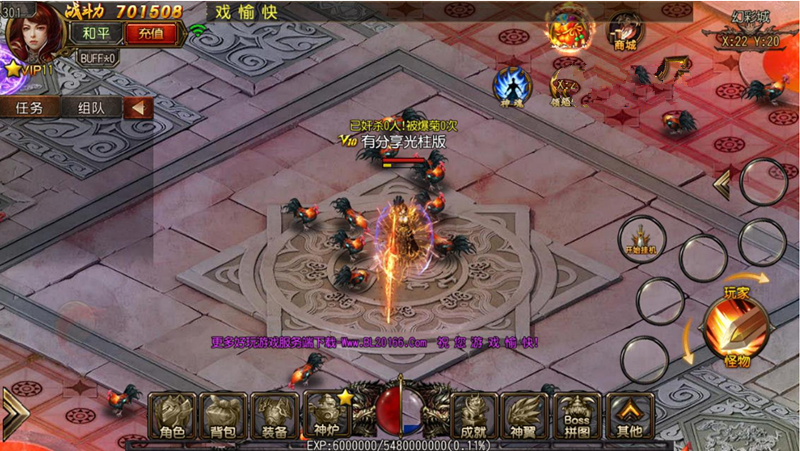 301
战斗力 701508
戏 愉 快
和平
充值
BUFF*0
VIP11
任务
组队
商城
幻彩城
X:22 Y:20
神魂
领地
已奸杀0人!被爆菊0次
V10 有分享光柱版
开始挂机
玩家
怪物
更多好玩游戏服务端下载-Www.BL20166.Com 祝 您 游 戏 愉 快!
角色
背包
装备
神炉
成就
神翼
Boss
拼图
其他
EXP:6000000/5480000000(0.11%)